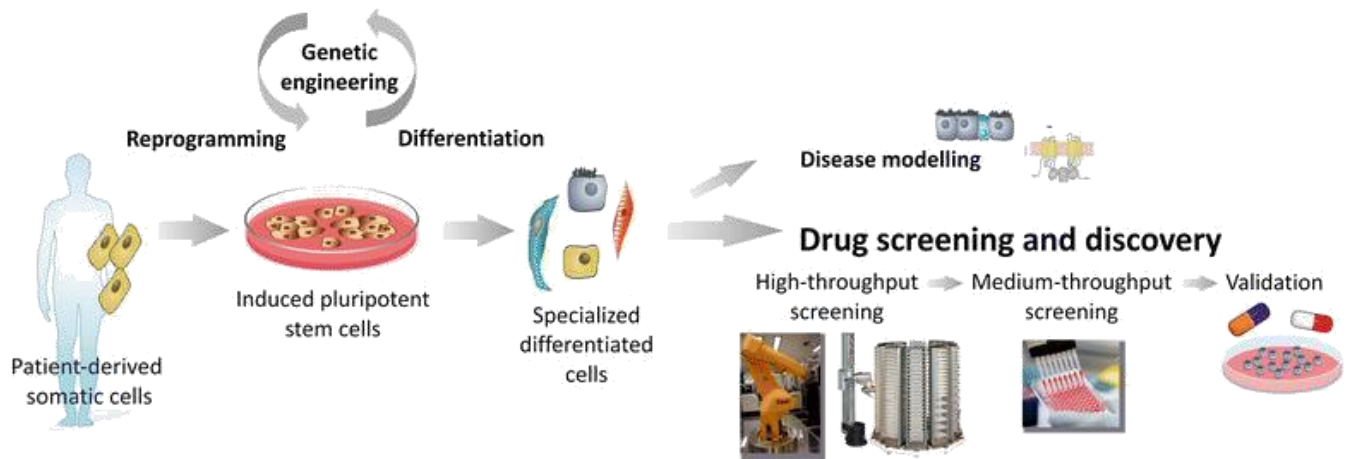 Genetic
engineering
Reprogramming
Differentiation
Disease modelling
Drug screening and discovery
High-throughput
screening
Medium-throughput
screening
Validation
Induced pluripotent
stem cells
Specialized
differentiated
cells
Patient-derived
somatic cells